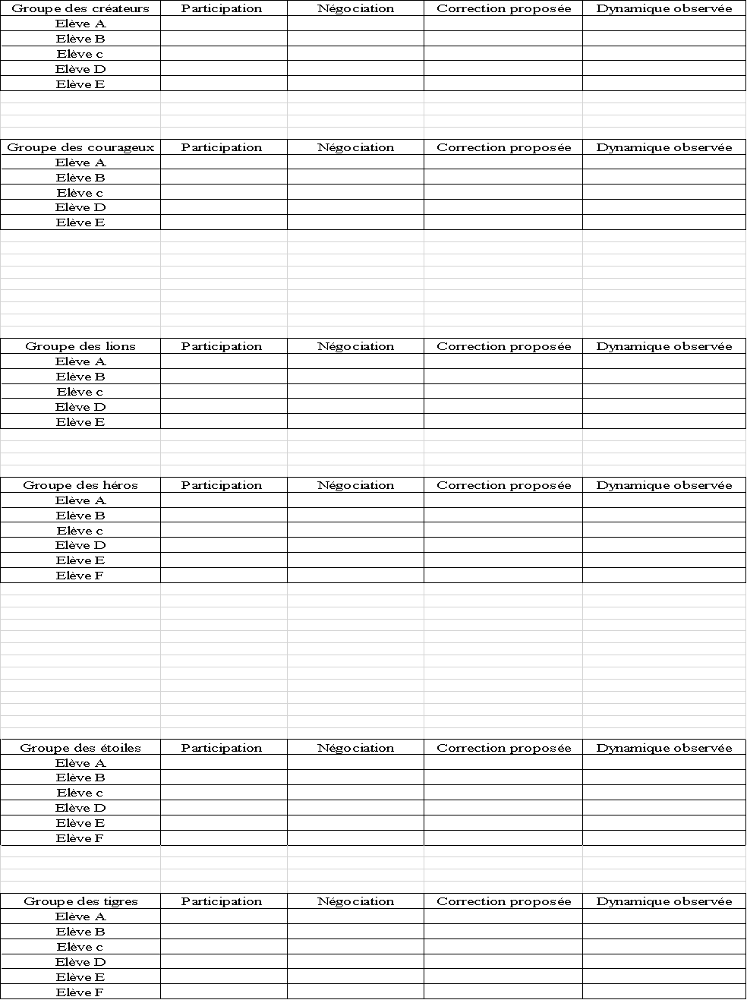 Groupe des créateurs Participation Négociation Correction proposée Dynamique observée
Elève A
Elève B
Elève c
Elève D
Elève E
Groupe des courageux Participation Négociation Correction proposée Dynamique observée
Elève A
Elève B
Elève c
Elève D
Elève E
Groupe des lions Participation Négociation Correction proposée Dynamique observée
Elève A
Elève B
Elève c
Elève D
Elève E
Groupe des héros Participation Négociation Correction proposée Dynamique observée
Elève A
Elève B
Elève c
Elève D
Elève E
Elève F
Groupe des étoiles Participation Négociation Correction proposée Dynamique observée
Elève A
Elève B
Elève c
Elève D
Elève E
Elève F
Groupe des tigres Participation Négociation Correction proposée Dynamique observée
Elève A
Elève B
Elève c
Elève D
Elève E
Elève F